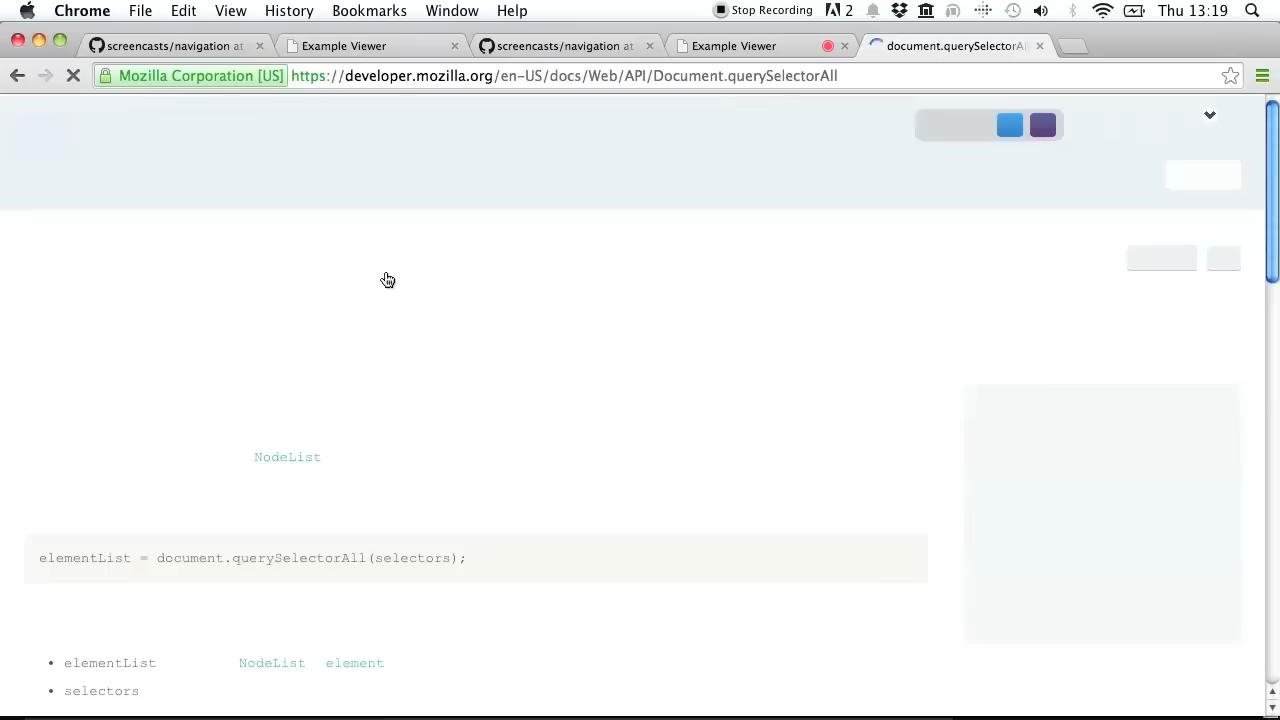 Chrome File Edit View History Bookmarks Window Help Stop Recording 2 Thu 13:19
screencasts/navigation at Example Viewer screencasts/navigation at Example Viewer document.querySelectorAl
Mozilla Corporation [US] https://developer.mozilla.org/en-US/docs/Web/API/Document.querySelectorAll
NodeList
elementList = document.querySelectorAll(selectors);
• elementList NodeList element
• selectors